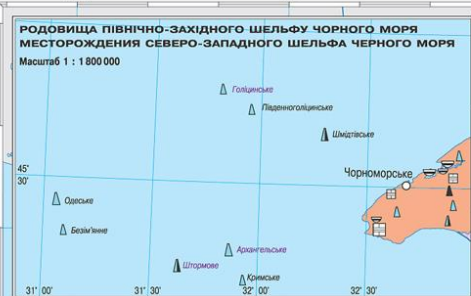 РОДОВИЩА ПІВНІЧНО-ЗАХІДНОГО ШЕЛЬФУ ЧОРНОГО МОРЯ
МЕСТОРОЖДЕНИЯ СЕВЕРО-ЗАПАДНОГО ШЕЛЬФА ЧЕРНОГО МОРЯ
Масштаб 1 : 1 800 000
Голіцинське
Південноголіцинське
Шмідтівське
Чорноморське
45°
30'
Одеське
Безім'янне
Архангельське
Штормове
Кримське
31° 00'
31° 30'
32° 00'
32° 30'